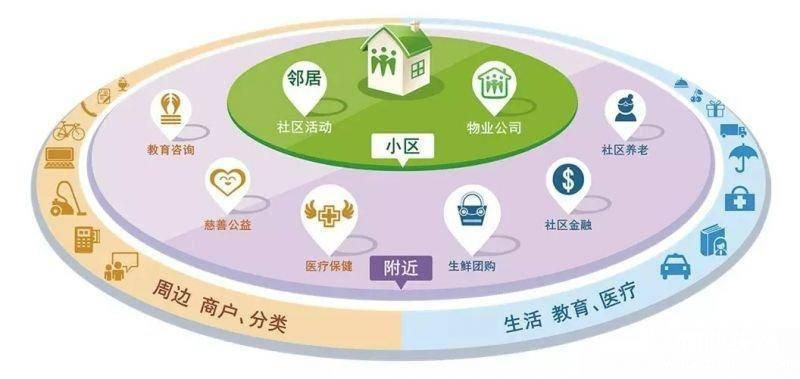 邻居
社区活动
物业公司
小区
教育咨询
社区养老
慈善公益
$
社区金融
医疗保健
附近
生鲜团购
周边 商户、分类
生活 教育、医疗